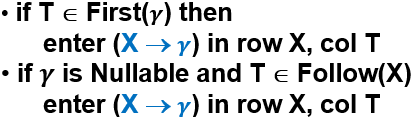 • if T ∈ First(γ) then
enter (X → γ) in row X, col T
• if γ is Nullable and T ∈ Follow(X)
enter (X → γ) in row X, col T